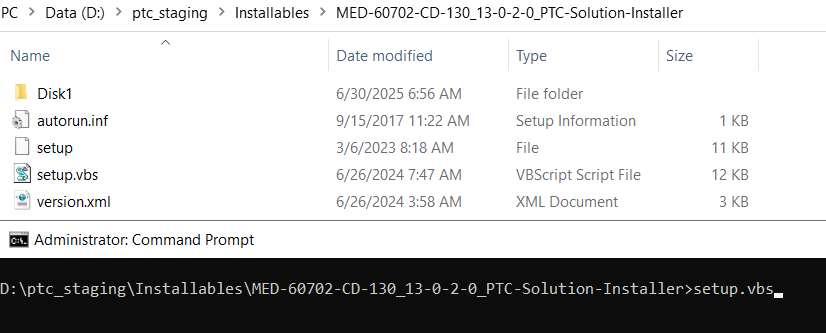 PC > Data (D:) > ptc_staging > Installables > MED-60702-CD-130_13-0-2-0_PTC-Solution-Installer
Name Date modified Type Size
Disk1 6/30/2025 6:56 AM File folder
autorun.inf 9/15/2017 11:22 AM Setup Information 1 KB
setup 3/6/2023 8:18 AM File 11 KB
setup.vbs 6/26/2024 7:47 AM VBScript Script File 12 KB
version.xml 6/26/2024 3:58 AM XML Document 3 KB
Administrator: Command Prompt
D:\ptc_staging\Installables\MED-60702-CD-130_13-0-2-0_PTC-Solution-Installer>setup.vbs